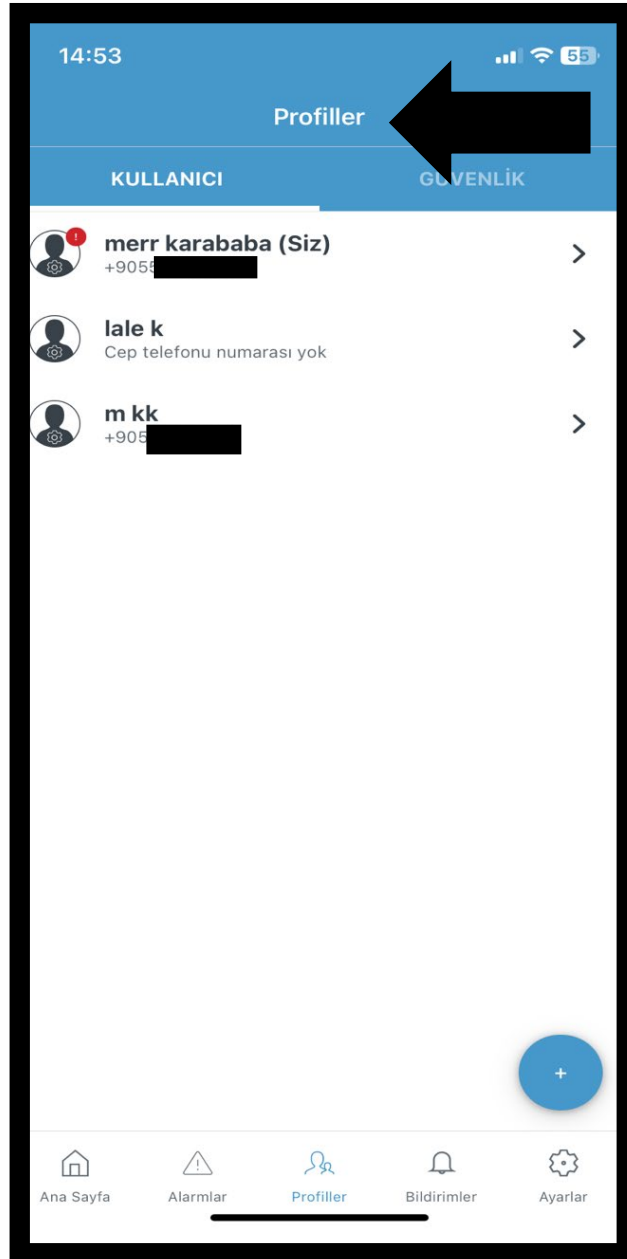 14:53
55
Profiller
KULLANICI
GÜVENLİK
merr karababa (Siz)
+905
lale k
Cep telefonu numarası yok
m kk
+905
Ana Sayfa
Alarmlar
Profiller
Bildirimler
Ayarlar